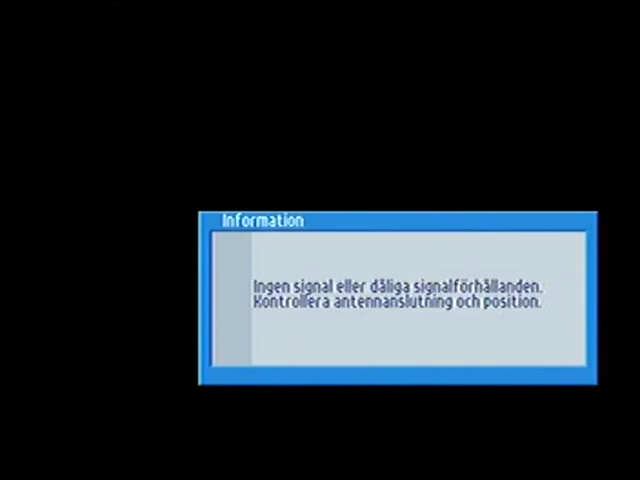 Information
Ingen signal eller dåliga signalförhållanden.
Kontrollera antennanslutning och position.